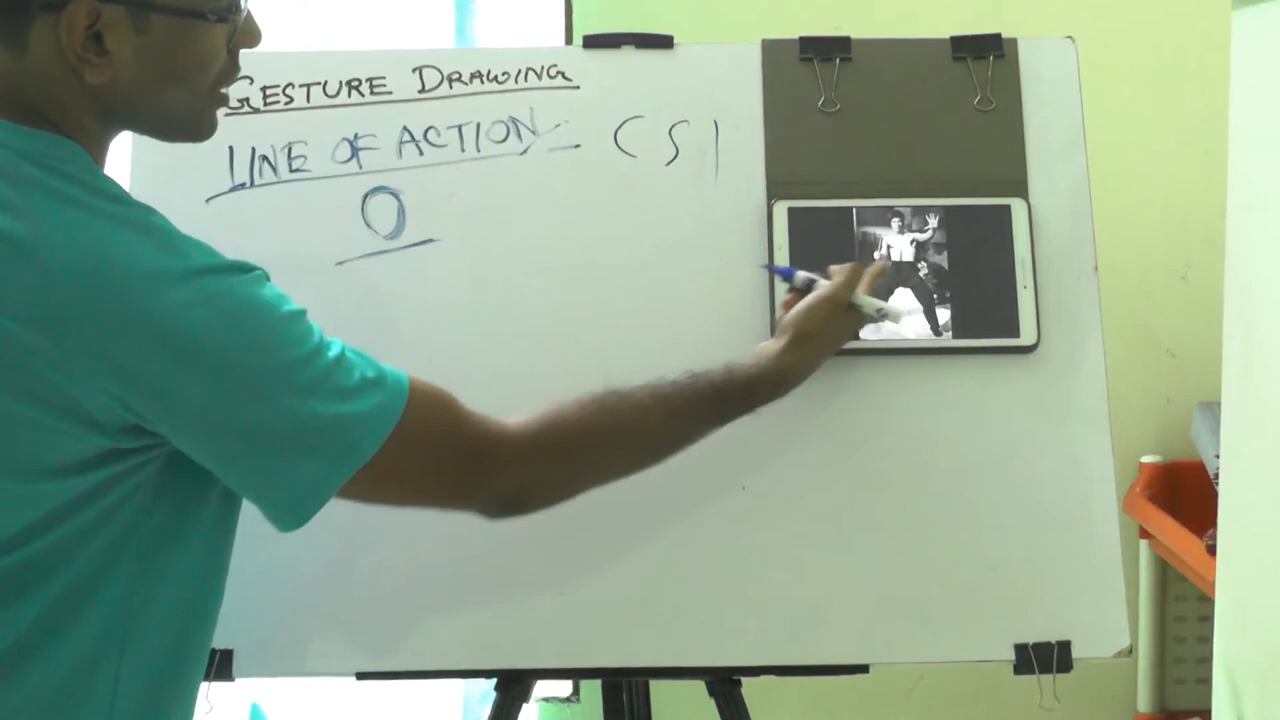 GESTURE DRAWING
LINE OF ACTION - C S I
O